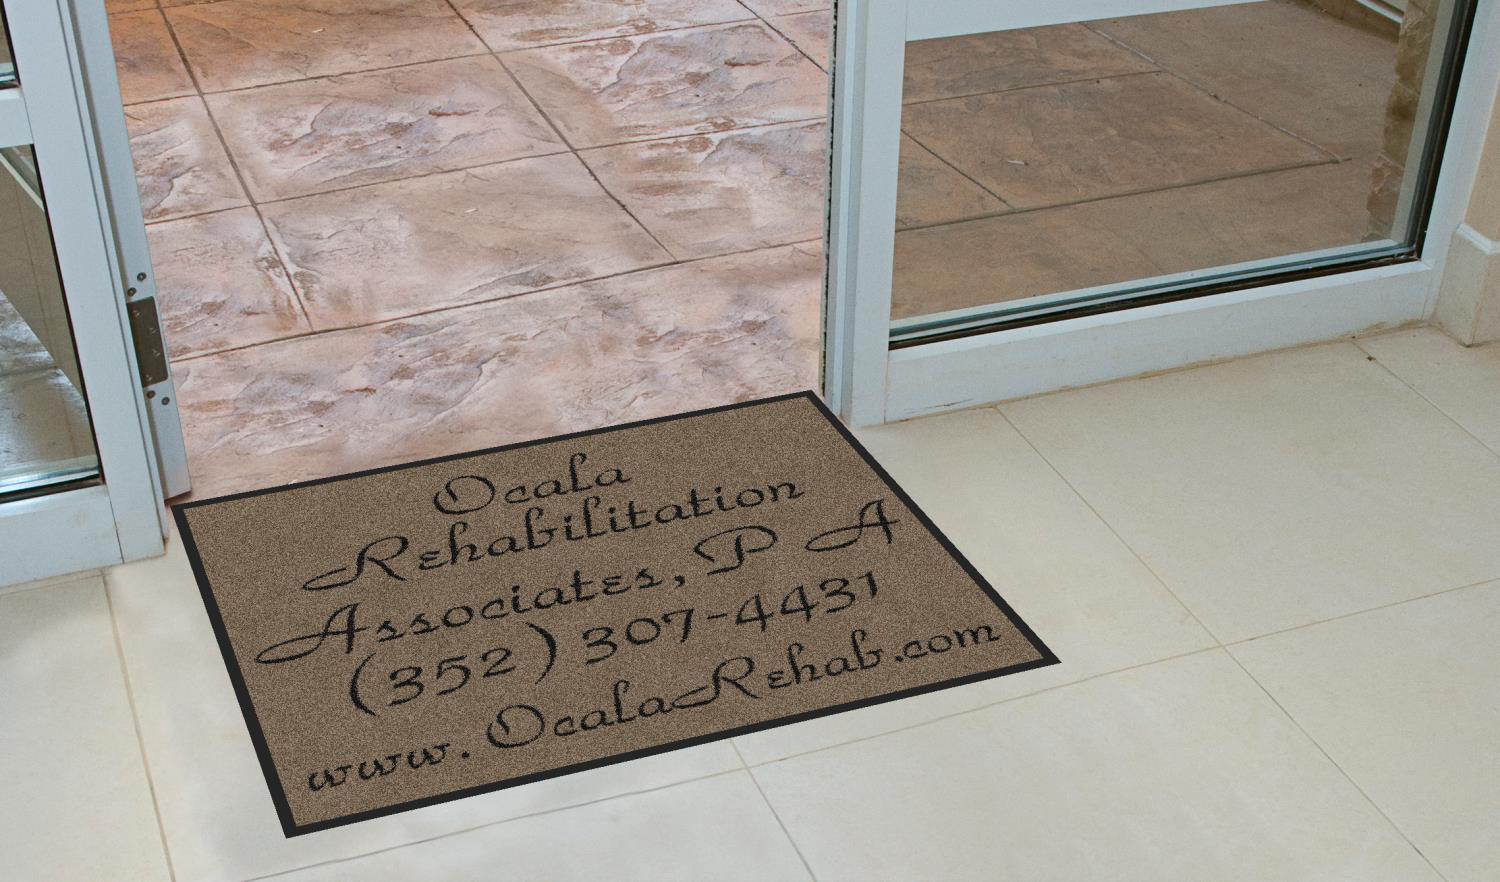 Ocala
Rehabilitation
Associates, P A
(352) 307-4431
www.OcalaRehab.com